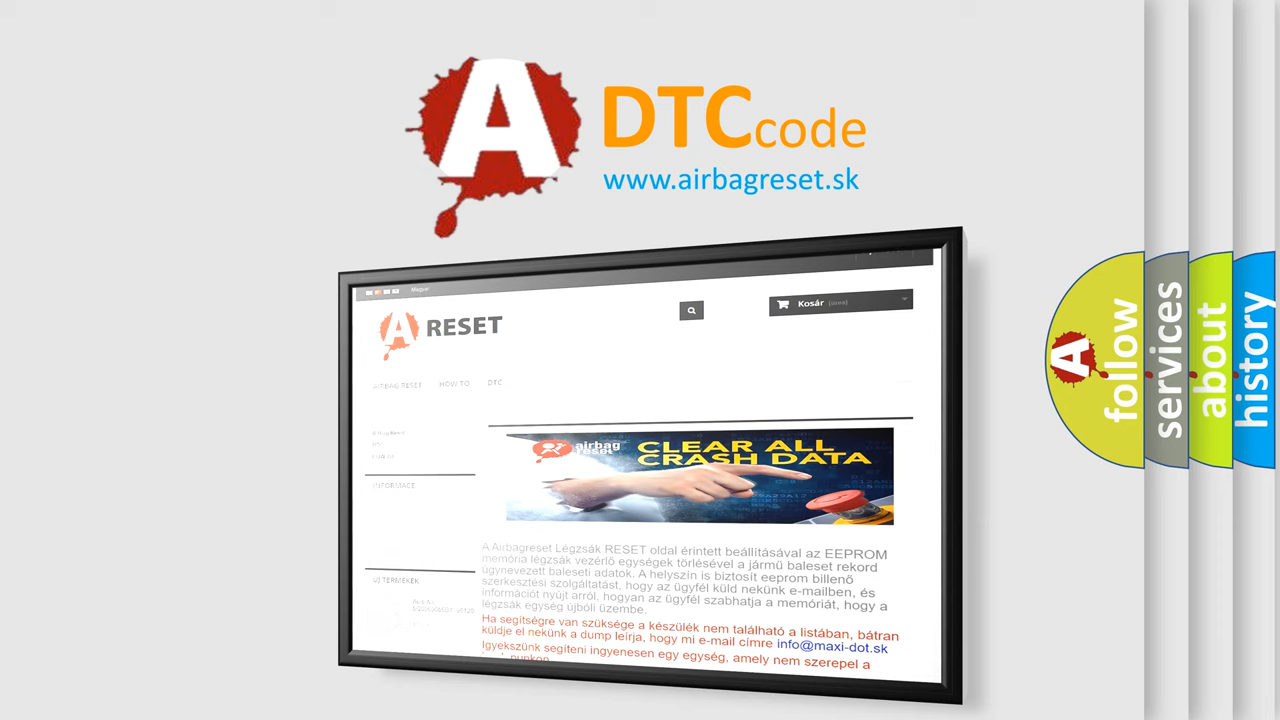 A
DTC code
www.airbagreset.sk
Magyar
A RESET
Kosár (üres)
AIRBAG RESET HOW TO DTC
INFORMACE
airbag
reset
CLEAR ALL
CRASH DATA
A Airbagreset Légzsák RESET oldal érintett beállításával az EEPROM
memória légzsák vezérlő egységek törlésével a jármű baleset rekord
úgynevezett baleseti adatok. A helyszín is biztosít eeprom billenő
szerkesztési szolgáltatást, hogy az ügyfél küld nekünk e-mailben, és
információt nyújt arról, hogyan az ügyfél szabhatja a memóriát, hogy a
légzsák egység újbóli üzembe.
Ha segítségre van szüksége a készülék nem található a listában, bátran
küldje el nekünk a dump leírja, hogy mi e-mail címre info@maxi-dot.sk
Igyekszünk segíteni ingyenesen egy egység, amely nem szerepel a
ÚJ TERMÉKEK
A
follow
services
about
history